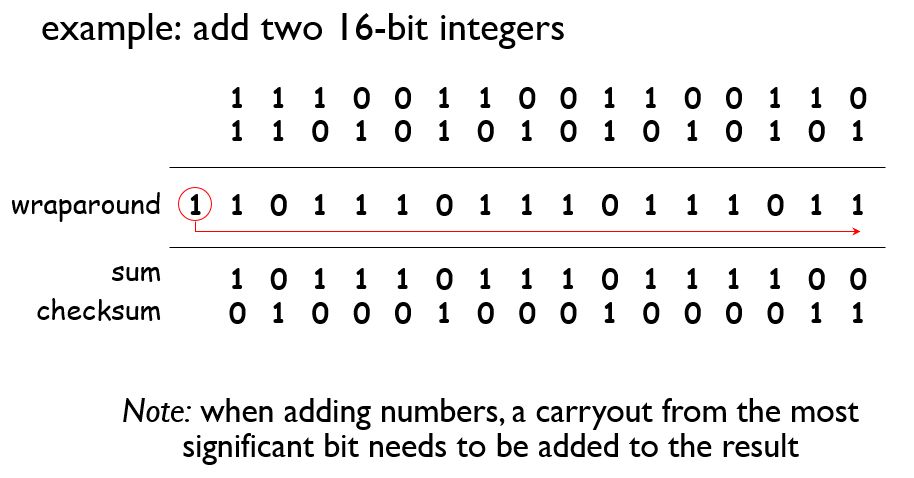 example: add two 16-bit integers
1 1 1 0 0 1 1 0 0 1 1 0 0 1 1 0
1 1 0 1 0 1 0 1 0 1 0 1 0 1 0 1
wraparound 1 1 0 1 1 1 0 1 1 1 0 1 1 1 0 1 1
sum 1 0 1 1 1 0 1 1 1 0 1 1 1 1 0 0
checksum 0 1 0 0 0 1 0 0 0 1 0 0 0 0 1 1
Note: when adding numbers, a carryout from the most
significant bit needs to be added to the result